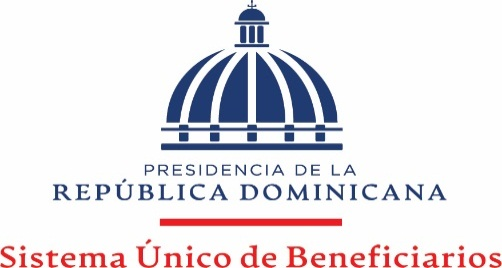 PRESIDENCIA DE LA
REPÚBLICA DOMINICANA
Sistema Único de Beneficiarios